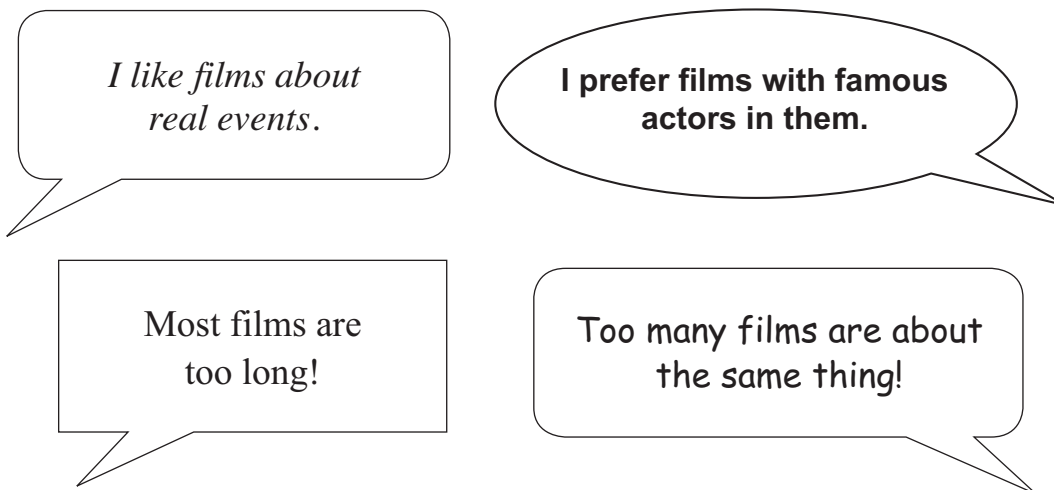 I like films about
real events.
I prefer films with famous
actors in them.
Most films are
too long!
Too many films are about
the same thing!